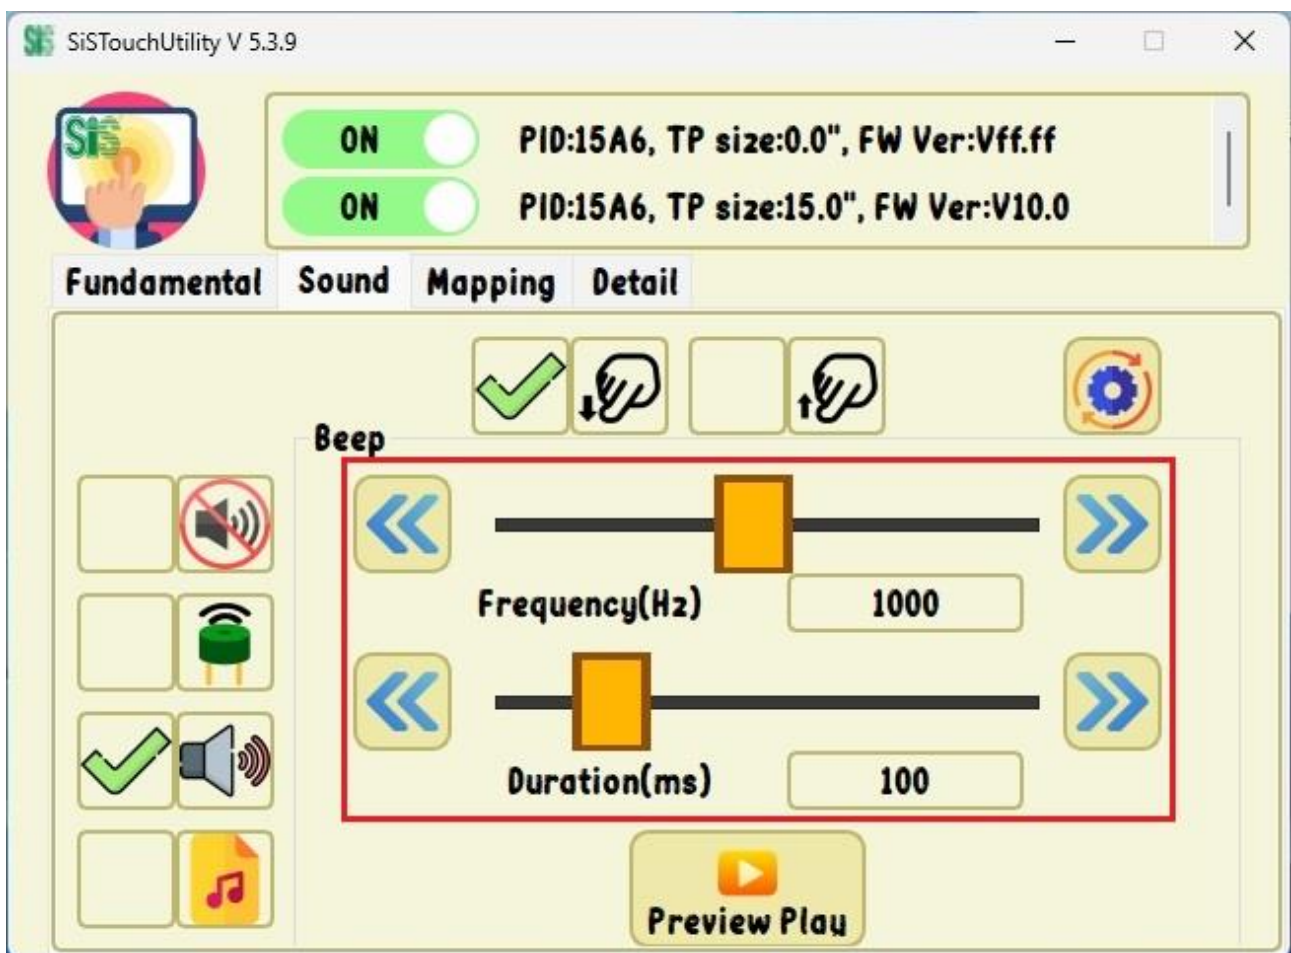 SiS SiSTouchUtility V 5.3.9
SiS
ON PID:15A6, TP size:0.0", FW Ver:Vff.ff
ON PID:15A6, TP size:15.0", FW Ver:V10.0
Fundamental Sound Mapping Detail
Beep
Frequency(Hz) 1000
Duration(ms) 100
Preview Play